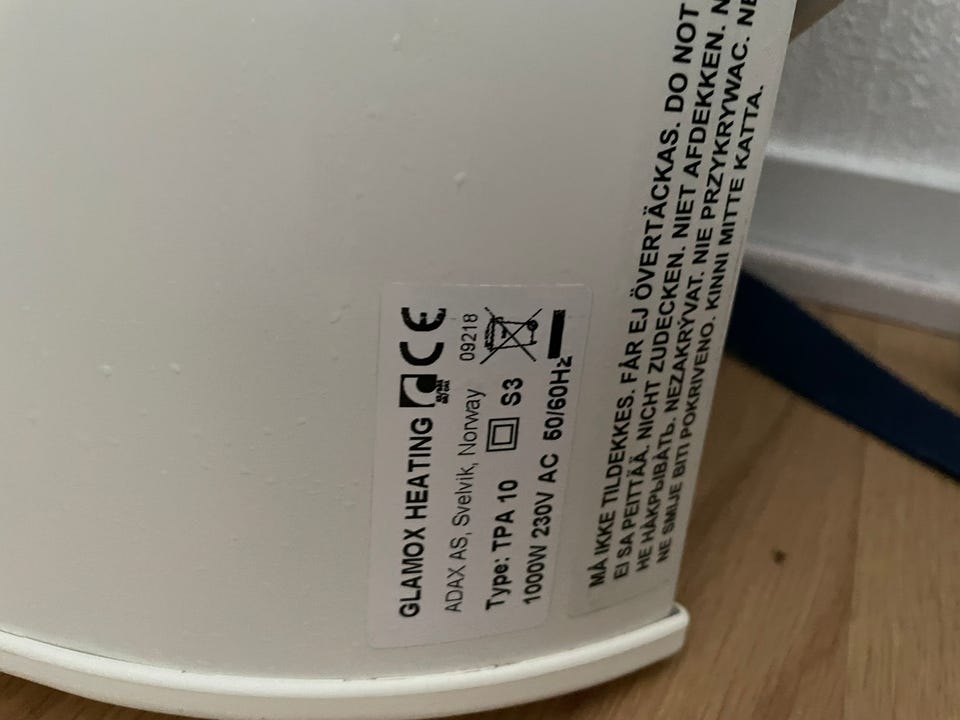 GLAMOX HEATING CE
ADAX AS, Svelvik, Norway 09218
Type: TPA 10 S3
1000W 230V AC 50/60Hz
MÅ IKKE TILDEKKES. FÅR EJ ÖVERTÄCKAS. DO NOT
EI SA PEITTÄÄ. NICHT ZUDECKEN. NIET AFDEKKEN.
НЕ НАКРЫВАТЬ. NEZAKRÝVAT. NIE PRZYKRYWAC.
NE SMIJE BITI POKRIVENO. KINNI MITTE KATTA.